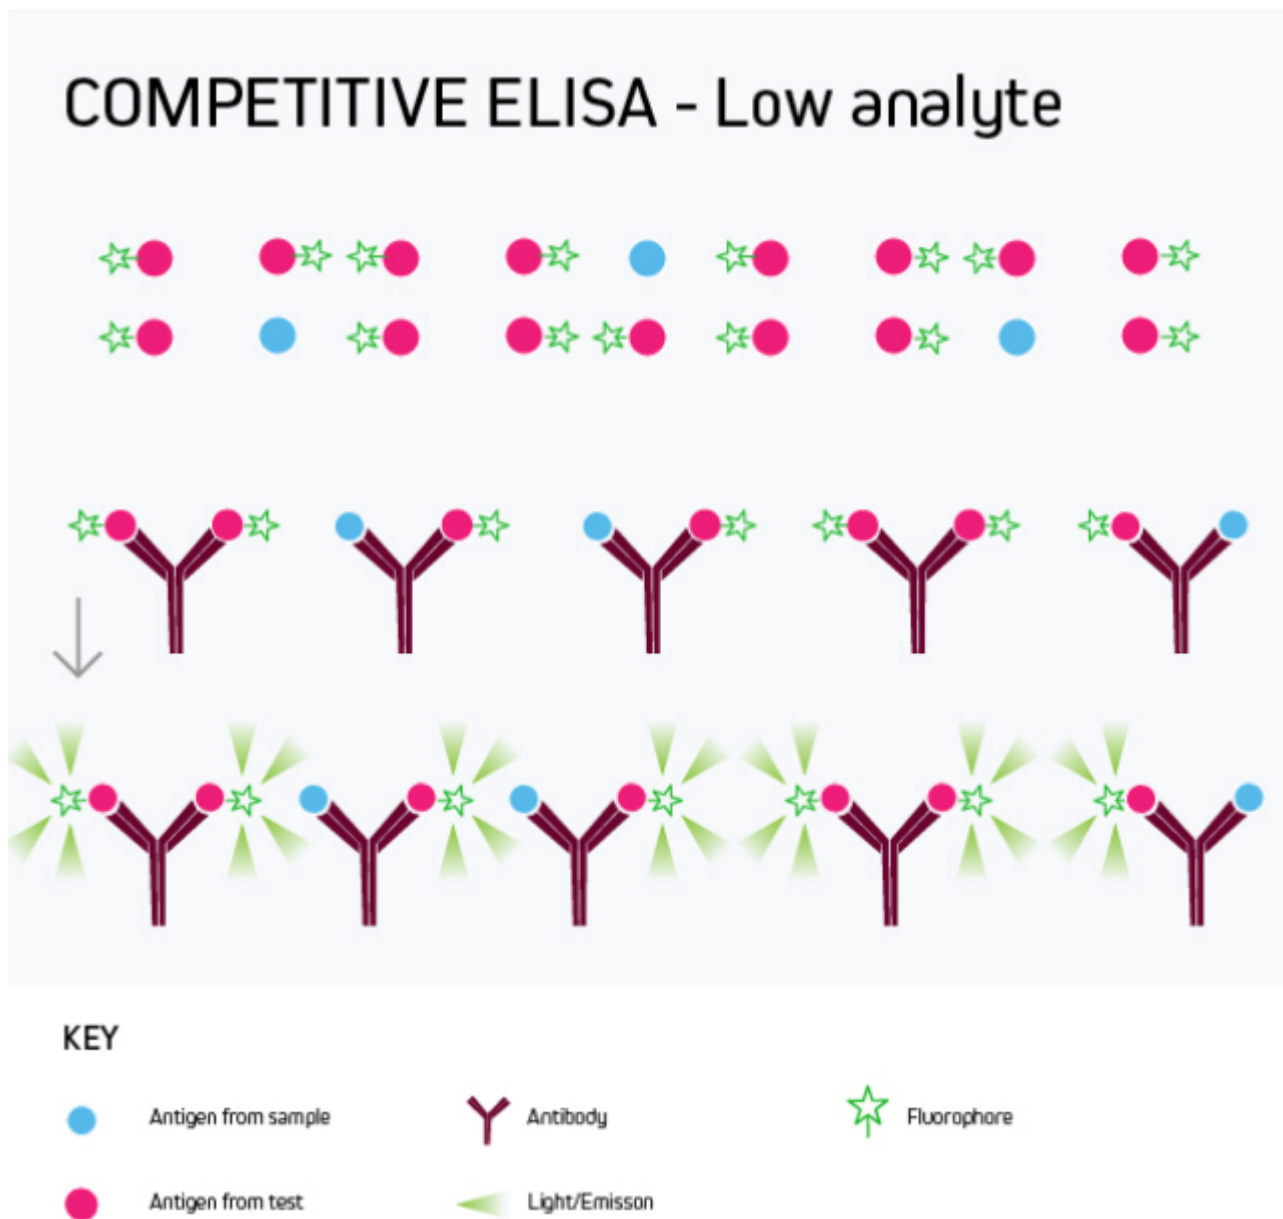 COMPETITIVE ELISA - Low analyte
KEY
Antigen from sample
Antibody
Fluorophore
Antigen from test
Light/Emisson